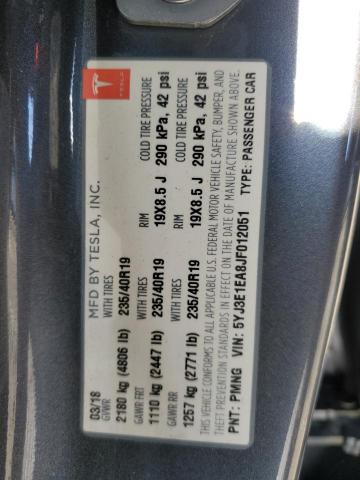 TESLA
MFD BY TESLA, INC.
03/18
GVWR WITH TIRES RIM COLD TIRE PRESSURE
2180 kg (4806 lb) 235/40R19 19X8.5 J 290 kPa, 42 psi
GAWR FRT WITH TIRES RIM COLD TIRE PRESSURE
1110 kg (2447 lb) 235/40R19 19X8.5 J 290 kPa, 42 psi
GAWR RR
1257 kg (2771 lb) 235/40R19
THIS VEHICLE CONFORMS TO ALL APPLICABLE U.S. FEDERAL MOTOR VEHICLE SAFETY, BUMPER, AND
THEFT PREVENTION STANDARDS IN EFFECT ON THE DATE OF MANUFACTURE SHOWN ABOVE.
PNT: PMNG VIN: 5YJ3E1EA8JF012051 TYPE: PASSENGER CAR